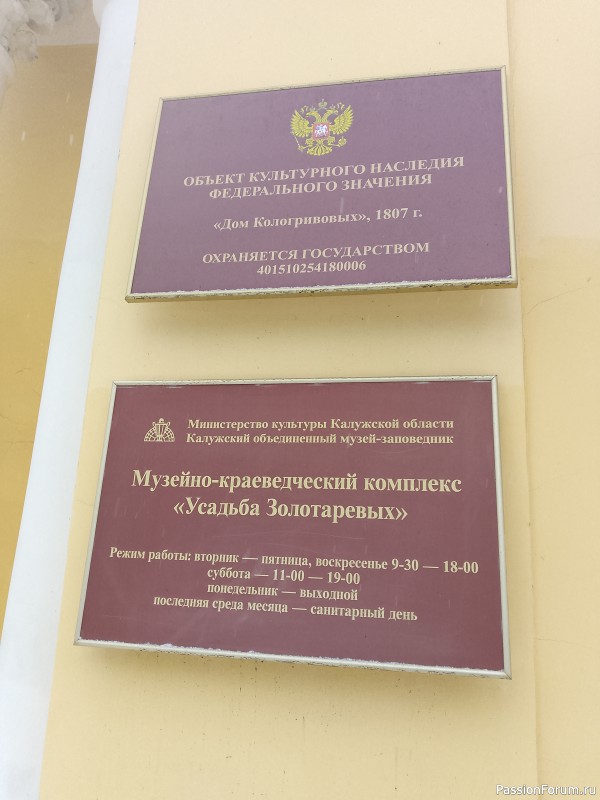 ОБЪЕКТ КУЛЬТУРНОГО НАСЛЕДИЯ
ФЕДЕРАЛЬНОГО ЗНАЧЕНИЯ
«Дом Кологривовых», 1807 г.
ОХРАНЯЕТСЯ ГОСУДАРСТВОМ
401510254180006
Министерство культуры Калужской области
Калужский объединенный музей-заповедник
Музейно-краеведческий комплекс
«Усадьба Золотаревых»
Режим работы: вторник — пятница, воскресенье 9-30 — 18-00
суббота — 11-00 — 19-00
понедельник — выходной
последняя среда месяца — санитарный день
PassionForum.ru